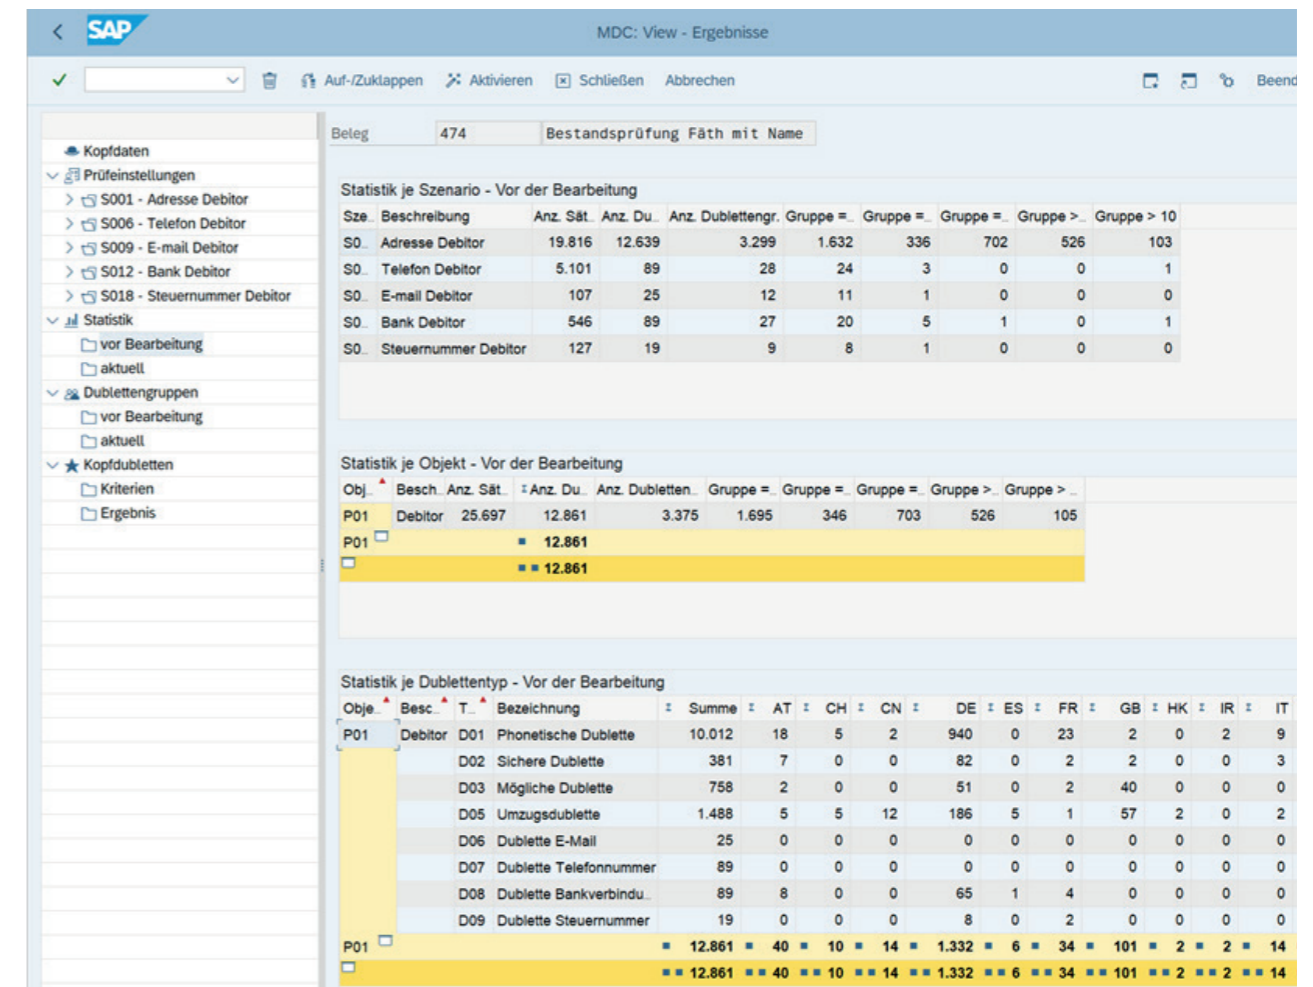 SAP MDC: View - Ergebnisse
Auf-/Zuklappen Aktivieren Schließen Abbrechen Beend
Beleg 474 Bestandsprüfung Fäth mit Name
Kopfdaten
Prüfeinstellungen
S001 - Adresse Debitor
S006 - Telefon Debitor
S009 - E-mail Debitor
S012 - Bank Debitor
S018 - Steuernummer Debitor
Statistik
vor Bearbeitung
aktuell
Dublettengruppen
vor Bearbeitung
aktuell
Kopfdubletten
Kriterien
Ergebnis
Statistik je Szenario - Vor der Bearbeitung
Sze... Beschreibung Anz. Sät... Anz. Du... Anz. Dublettengr. Gruppe =... Gruppe =... Gruppe =... Gruppe >... Gruppe > 10
S0... Adresse Debitor 19.816 12.639 3.299 1.632 336 702 526 103
S0... Telefon Debitor 5.101 89 28 24 3 0 0 1
S0... E-mail Debitor 107 25 12 11 1 0 0 0
S0... Bank Debitor 546 89 27 20 5 1 0 1
S0... Steuernummer Debitor 127 19 9 8 1 0 0 0
Statistik je Objekt - Vor der Bearbeitung
Obj... Besch... Anz. Sät... Anz. Du... Anz. Dubletten... Gruppe =... Gruppe =... Gruppe =... Gruppe >... Gruppe > ...
P01 Debitor 25.697 12.861 3.375 1.695 346 703 526 105
P01 12.861
12.861
Statistik je Dublettentyp - Vor der Bearbeitung
Obje... Besc... T... Bezeichnung Σ Summe Σ AT Σ CH Σ CN Σ DE Σ ES Σ FR Σ GB Σ HK Σ IR Σ IT
P01 Debitor D01 Phonetische Dublette 10.012 18 5 2 940 0 23 2 0 2 9
D02 Sichere Dublette 381 7 0 0 82 0 2 2 0 0 3
D03 Mögliche Dublette 758 2 0 0 51 0 2 40 0 0 0
D05 Umzugsdublette 1.488 5 5 12 186 5 1 57 2 0 2
D06 Dublette E-Mail 25 0 0 0 0 0 0 0 0 0 0
D07 Dublette Telefonnummer 89 0 0 0 0 0 0 0 0 0 0
D08 Dublette Bankverbindu... 89 8 0 0 65 1 4 0 0 0 0
D09 Dublette Steuernummer 19 0 0 0 8 0 2 0 0 0 0
P01 12.861 40 10 14 1.332 6 34 101 2 2 14
12.861 40 10 14 1.332 6 34 101 2 2 14